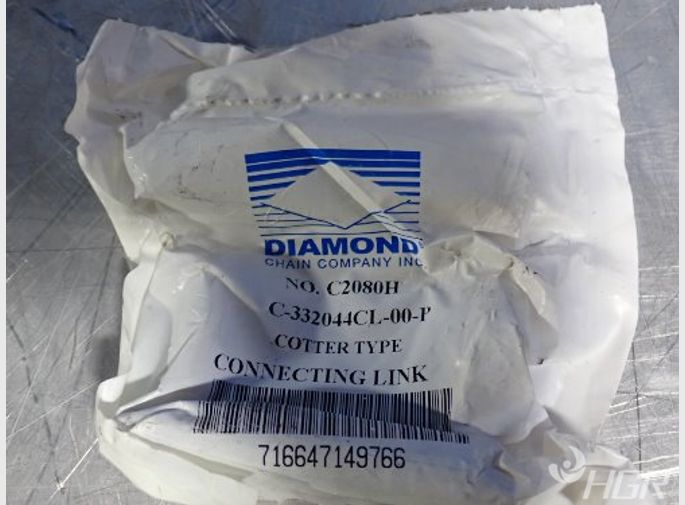 DIAMOND
CHAIN COMPANY INC
NO. C2080H
C-332044CL-00-P
COTTER TYPE
CONNECTING LINK
716647149766
HGR